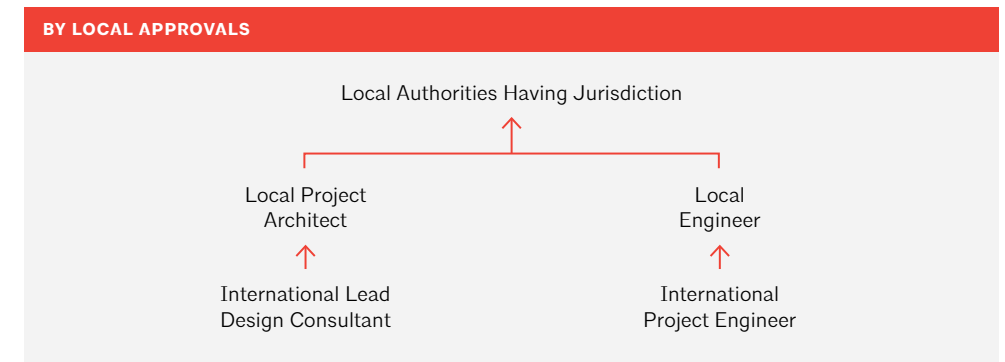 BY LOCAL APPROVALS
Local Authorities Having Jurisdiction
Local Project
Architect
Local
Engineer
International Lead
Design Consultant
International
Project Engineer